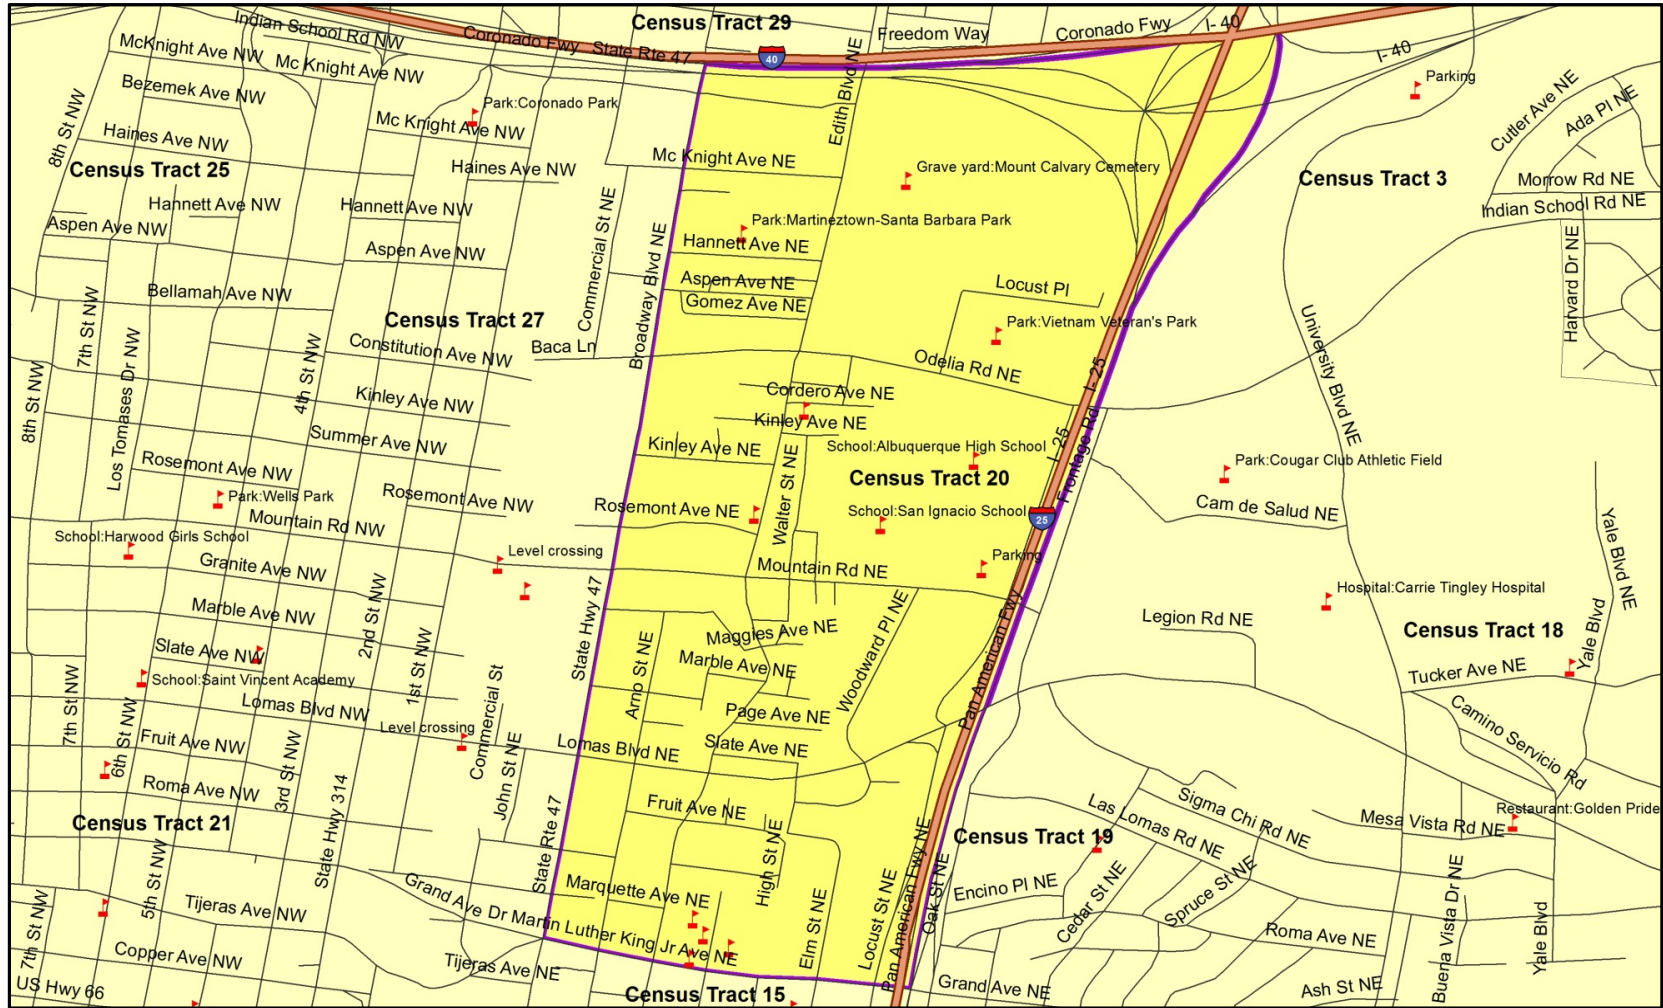 Census Tract 29
Indian School Rd NW
Freedom Way
Coronado Fwy
I- 40
Coronado Fwy
State Rte 47
40
McKnight Ave NW
Mc Knight Ave NW
I-40
Parking
Bezemek Ave NW
Park:Coronado Park
Mc Knight Ave NW
Edith Blvd NE
Cutler Ave NE
Ada Pl NE
8th St NW
Haines Ave NW
Haines Ave NW
Mc Knight Ave NE
Grave yard:Mount Calvary Cemetery
Census Tract 25
Census Tract 3
Morrow Rd NE
Indian School Rd NE
Hannett Ave NW
Hannett Ave NW
Commercial St NE
Park:Martineztown-Santa Barbara Park
Aspen Ave NW
Aspen Ave NW
Hannett Ave NE
Broadway Blvd NE
Harvard Dr NE
Bellamah Ave NW
Aspen Ave NE
Gomez Ave NE
Locust Pl
7th St NW
Los Tomases Dr NW
Census Tract 27
Park:Vietnam Veteran's Park
University Blvd NE
4th St NW
Constitution Ave NW
Baca Ln
Odelia Rd NE
I- 25
8th St NW
Kinley Ave NW
Cordero Ave NE
Kinley Ave NE
Summer Ave NW
Kinley Ave NE
School:Albuquerque High School
I- 25
Frontage Rd
Rosemont Ave NW
Walter St NE
Census Tract 20
Park:Cougar Club Athletic Field
Park:Wells Park
Rosemont Ave NW
Rosemont Ave NE
School:San Ignacio School
25
Cam de Salud NE
Mountain Rd NW
School:Harwood Girls School
Level crossing
Parking
Yale Blvd NE
Granite Ave NW
Mountain Rd NE
2nd St NW
State Hwy 47
Hospital:Carrie Tingley Hospital
Marble Ave NW
Woodward Pl NE
Pan American Fwy
Legion Rd NE
Census Tract 18
Yale Blvd
Slate Ave NW
1st St NW
Arno St NE
Maggies Ave NE
Marble Ave NE
Tucker Ave NE
School:Saint Vincent Academy
Commercial St
7th St NW
6th St NW
Lomas Blvd NW
Level crossing
Page Ave NE
Camino Servicio Rd
Fruit Ave NW
3rd St NW
John St NE
Lomas Blvd NE
Slate Ave NE
Roma Ave NW
State Hwy 314
State Rte 47
Fruit Ave NE
Las Lomas Rd NE
Sigma Chi Rd NE
Mesa Vista Rd NE
Restaurant:Golden Pride
Census Tract 21
High St NE
Pan American Fwy NE
Census Tract 19
5th St NW
Grand Ave
Dr Martin Luther King Jr Ave NE
Marquette Ave NE
Elm St NE
Locust St NE
Pan American Fwy NE
Oak St NE
Encino Pl NE
Cedar St NE
Spruce St NE
Buena Vista Dr NE
Yale Blvd
7th St NW
Tijeras Ave NW
Roma Ave NE
Copper Ave NW
Tijeras Ave NE
US Hwy 66
Census Tract 15
Grand Ave NE
Ash St NE